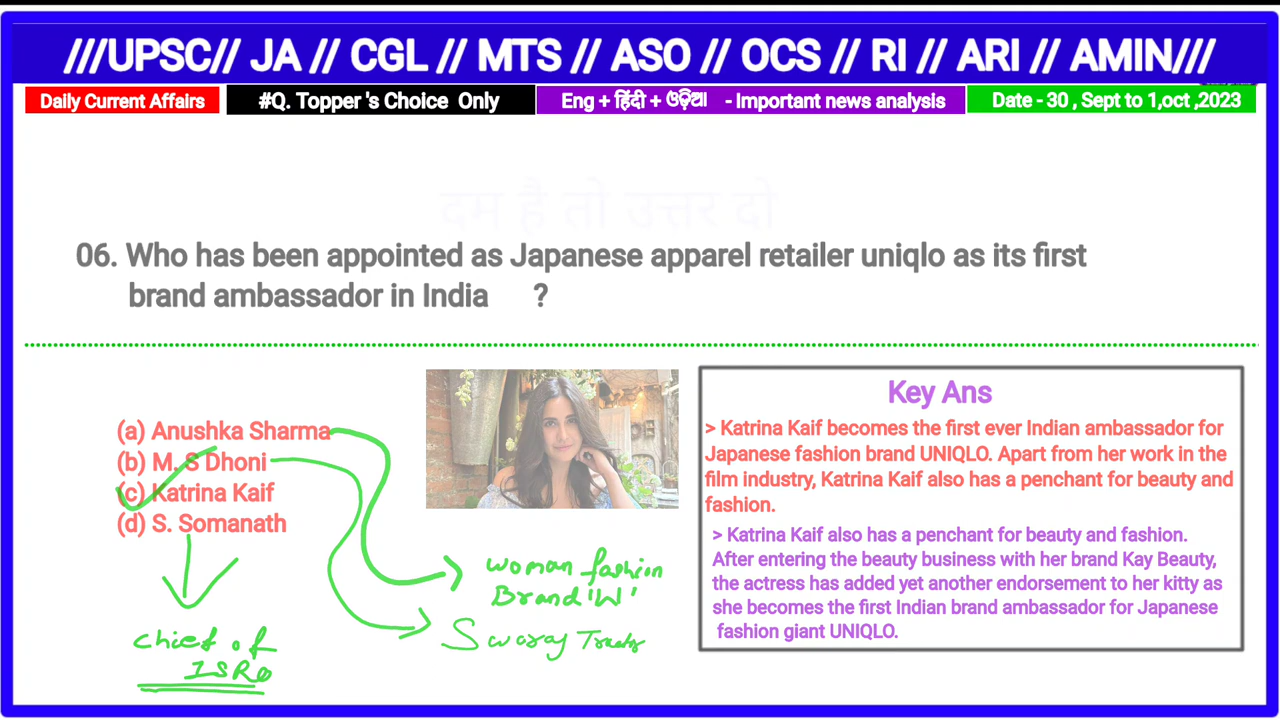 ///UPSC// JA // CGL // MTS // ASO // OCS // RI // ARI // AMIN///
Daily Current Affairs
#Q. Topper 's Choice Only
Eng + हिंदी + ଓଡ଼ିଆ - Important news analysis
Date - 30 , Sept to 1,oct ,2023
दम है तो उत्तर दो
06. Who has been appointed as Japanese apparel retailer uniqlo as its first
brand ambassador in India ?
(a) Anushka Sharma
(b) M. S Dhoni
(c) Katrina Kaif
(d) S. Somanath
chief of
ISRO
woman fashion
Brand 'W'
Swaraj Tractor
Key Ans
> Katrina Kaif becomes the first ever Indian ambassador for
Japanese fashion brand UNIQLO. Apart from her work in the
film industry, Katrina Kaif also has a penchant for beauty and
fashion.
> Katrina Kaif also has a penchant for beauty and fashion.
After entering the beauty business with her brand Kay Beauty,
the actress has added yet another endorsement to her kitty as
she becomes the first Indian brand ambassador for Japanese
fashion giant UNIQLO.